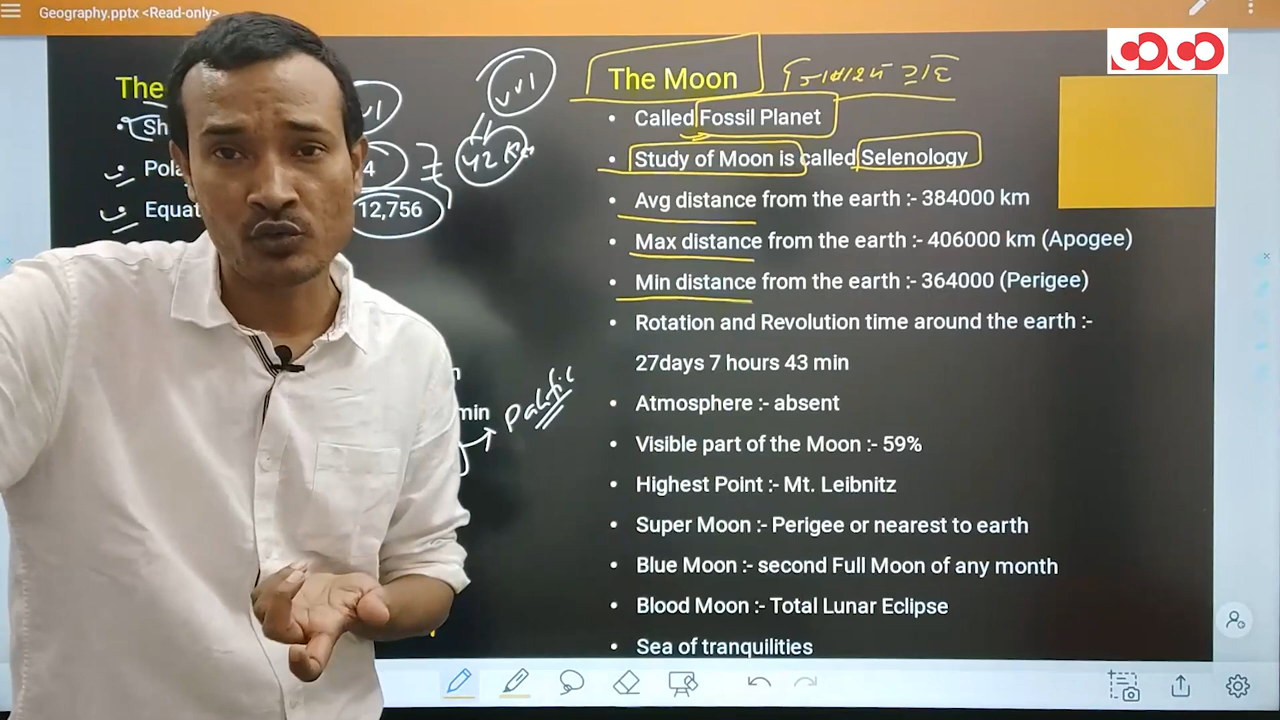 Geography.pptx <Read-only>
The
Sh
Pola 4
42 Km
Equat 12,756
min
The Moon
• Called Fossil Planet
• Study of Moon is called Selenology
• Avg distance from the earth :- 384000 km
• Max distance from the earth :- 406000 km (Apogee)
• Min distance from the earth :- 364000 (Perigee)
• Rotation and Revolution time around the earth :-
27days 7 hours 43 min
• Atmosphere :- absent
• Visible part of the Moon :- 59%
• Highest Point :- Mt. Leibnitz
• Super Moon :- Perigee or nearest to earth
• Blue Moon :- second Full Moon of any month
• Blood Moon :- Total Lunar Eclipse
• Sea of tranquilities